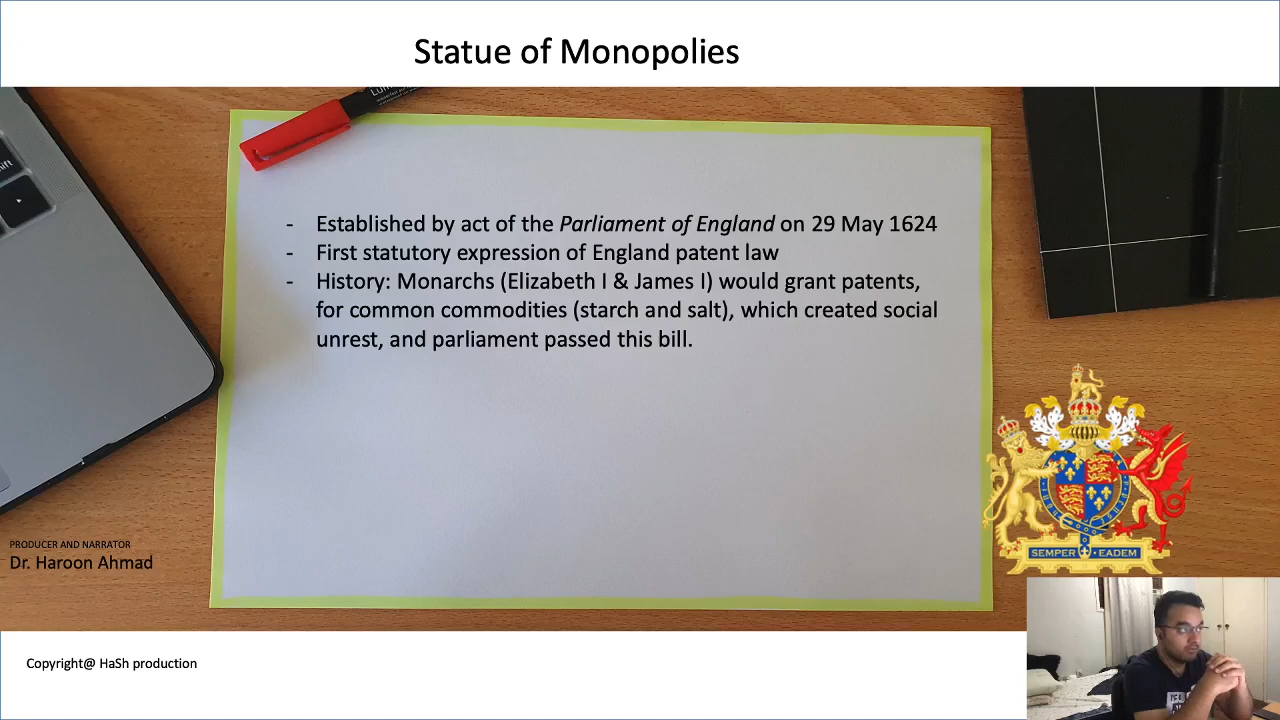 Statue of Monopolies
shift
- Established by act of the Parliament of England on 29 May 1624
- First statutory expression of England patent law
- History: Monarchs (Elizabeth I & James I) would grant patents,
for common commodities (starch and salt), which created social
unrest, and parliament passed this bill.
SEMPER EADEM
PRODUCER AND NARRATOR
Dr. Haroon Ahmad
Copyright@ HaSh production